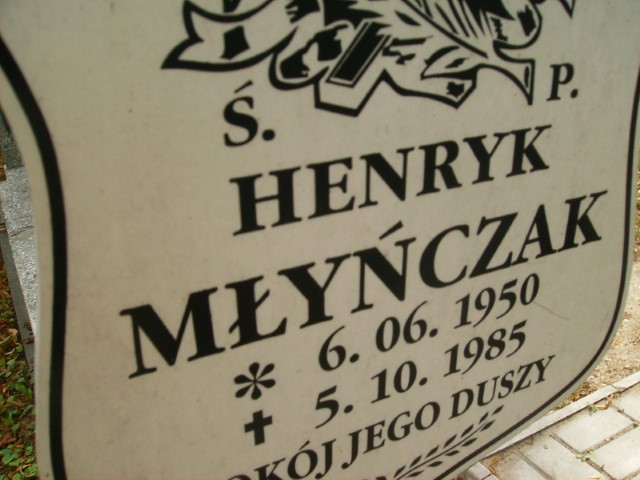 Ś. P.
HENRYK
MŁYŃCZAK
* 6. 06. 1950
✝ 5. 10. 1985
OKÓJ JEGO DUSZY